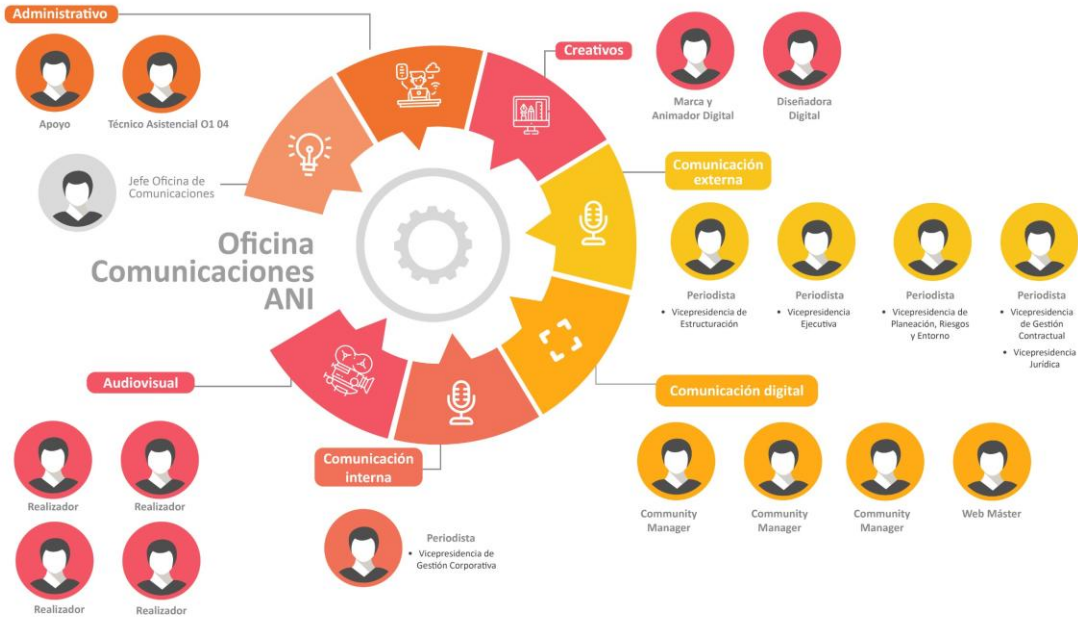 Administrativo
Apoyo
Técnico Asistencial O1 04
Jefe Oficina de
Comunicaciones
Oficina
Comunicaciones
ANI
Creativos
Marca y
Animador Digital
Diseñadora
Digital
Comunicación
externa
Periodista
• Vicepresidencia de
Estructuración
Periodista
• Vicepresidencia
Ejecutiva
Periodista
• Vicepresidencia de
Planeación, Riesgos
y Entorno
Periodista
• Vicepresidencia
de Gestión
Contractual
• Vicepresidencia
Jurídica
Comunicación digital
Community
Manager
Community
Manager
Community
Manager
Web Máster
Comunicación
interna
Periodista
• Vicepresidencia de
Gestión Corporativa
Audiovisual
Realizador
Realizador
Realizador
Realizador